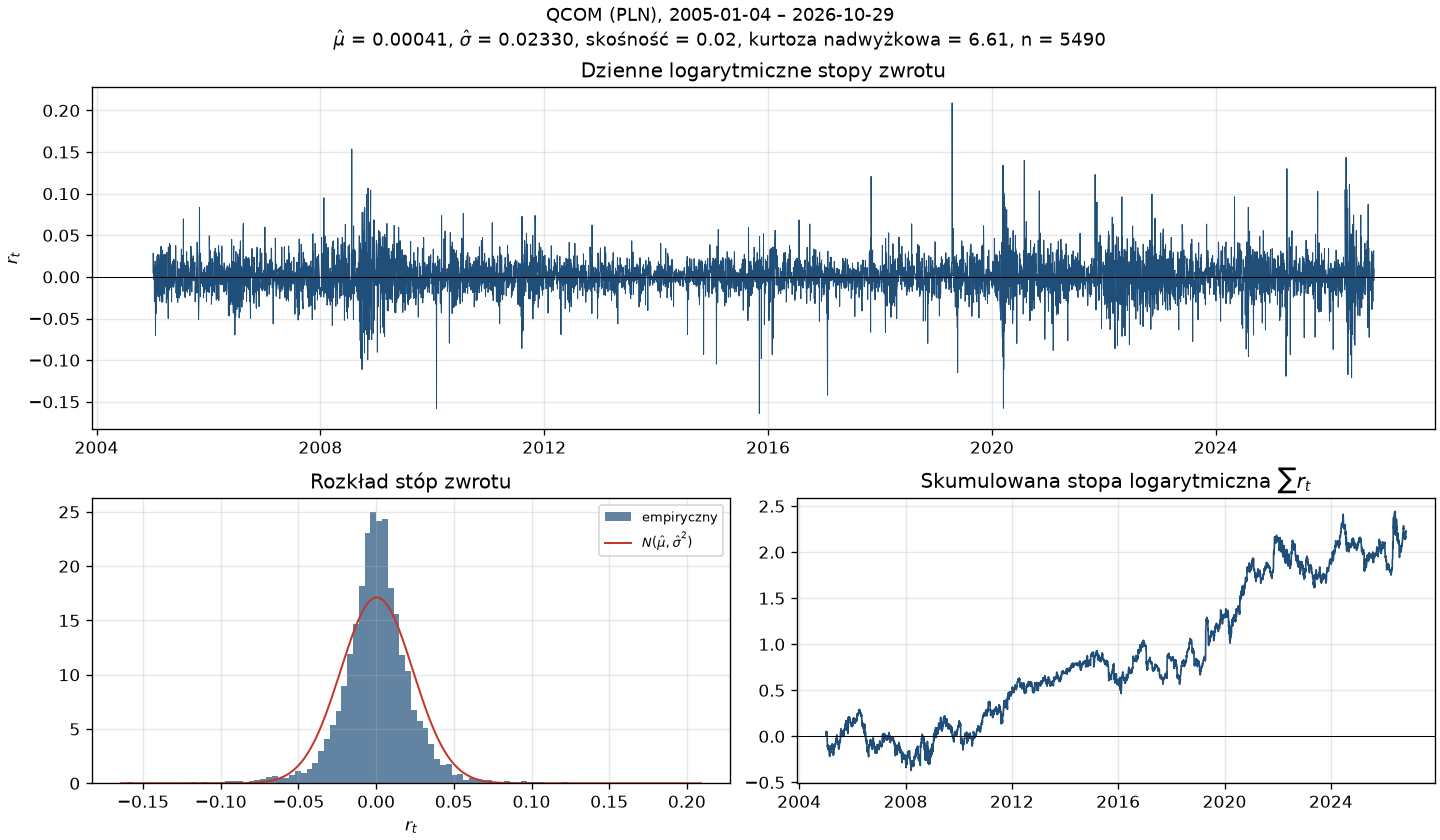 QCOM (PLN), 2005-01-04 – 2026-10-29
μ̂ = 0.00041, σ̂ = 0.02330, skośność = 0.02, kurtoza nadwyżkowa = 6.61, n = 5490
Dzienne logarytmiczne stopy zwrotu
0.20
0.15
0.10
0.05
0.00
−0.05
−0.10
−0.15
r_t
2004 2008 2012 2016 2020 2024
Rozkład stóp zwrotu
25
20
15
10
5
0
empiryczny
N(μ̂, σ̂²)
−0.15 −0.10 −0.05 0.00 0.05 0.10 0.15 0.20
r_t
Skumulowana stopa logarytmiczna ∑r_t
2.5
2.0
1.5
1.0
0.5
0.0
−0.5
2004 2008 2012 2016 2020 2024